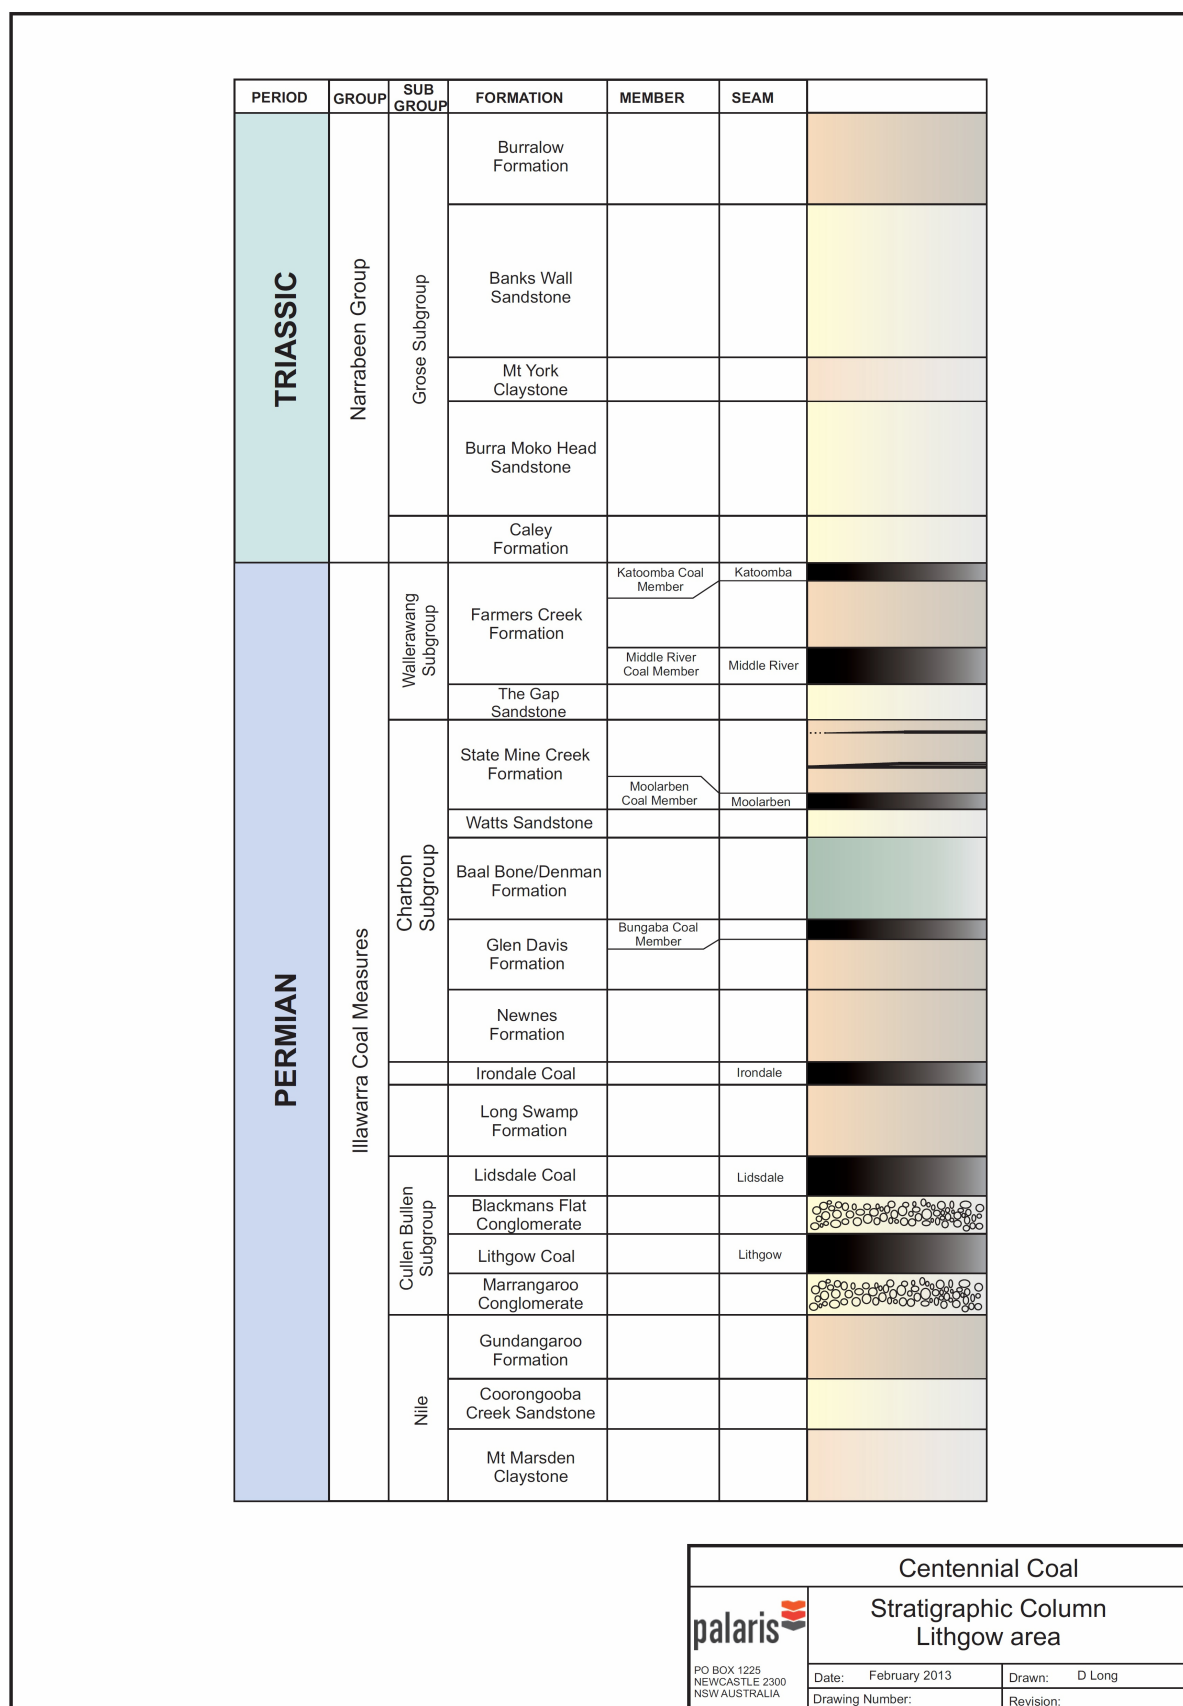 PERIOD
GROUP
SUB
GROUP
FORMATION
MEMBER
SEAM
TRIASSIC
Narrabeen Group
Grose Subgroup
Burralow
Formation
Banks Wall
Sandstone
Mt York
Claystone
Burra Moko Head
Sandstone
Caley
Formation
PERMIAN
Illawarra Coal Measures
Wallerawang
Subgroup
Farmers Creek
Formation
Katoomba Coal
Member
Katoomba
Middle River
Coal Member
Middle River
The Gap
Sandstone
Charbon
Subgroup
State Mine Creek
Formation
Moolarben
Coal Member
Moolarben
Watts Sandstone
Baal Bone/Denman
Formation
Glen Davis
Formation
Bungaba Coal
Member
Newnes
Formation
Irondale Coal
Irondale
Long Swamp
Formation
Cullen Bullen
Subgroup
Lidsdale Coal
Lidsdale
Blackmans Flat
Conglomerate
Lithgow Coal
Lithgow
Marrangaroo
Conglomerate
Nile
Gundangaroo
Formation
Coorongooba
Creek Sandstone
Mt Marsden
Claystone
Centennial Coal
palaris
PO BOX 1225
NEWCASTLE 2300
NSW AUSTRALIA
Stratigraphic Column
Lithgow area
Date: February 2013
Drawn: D Long
Drawing Number:
Revision: